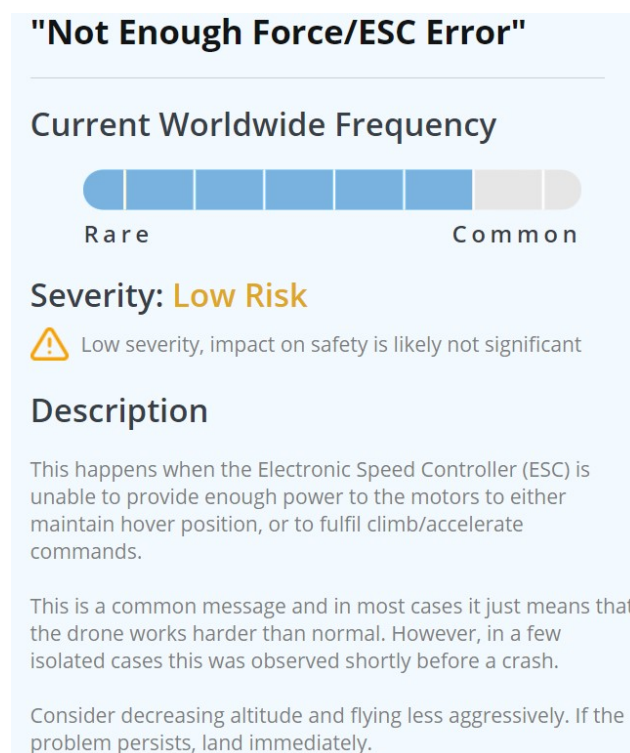 "Not Enough Force/ESC Error"
Current Worldwide Frequency
Rare Common
Severity: Low Risk
Low severity, impact on safety is likely not significant
Description
This happens when the Electronic Speed Controller (ESC) is
unable to provide enough power to the motors to either
maintain hover position, or to fulfil climb/accelerate
commands.
This is a common message and in most cases it just means that
the drone works harder than normal. However, in a few
isolated cases this was observed shortly before a crash.
Consider decreasing altitude and flying less aggressively. If the
problem persists, land immediately.